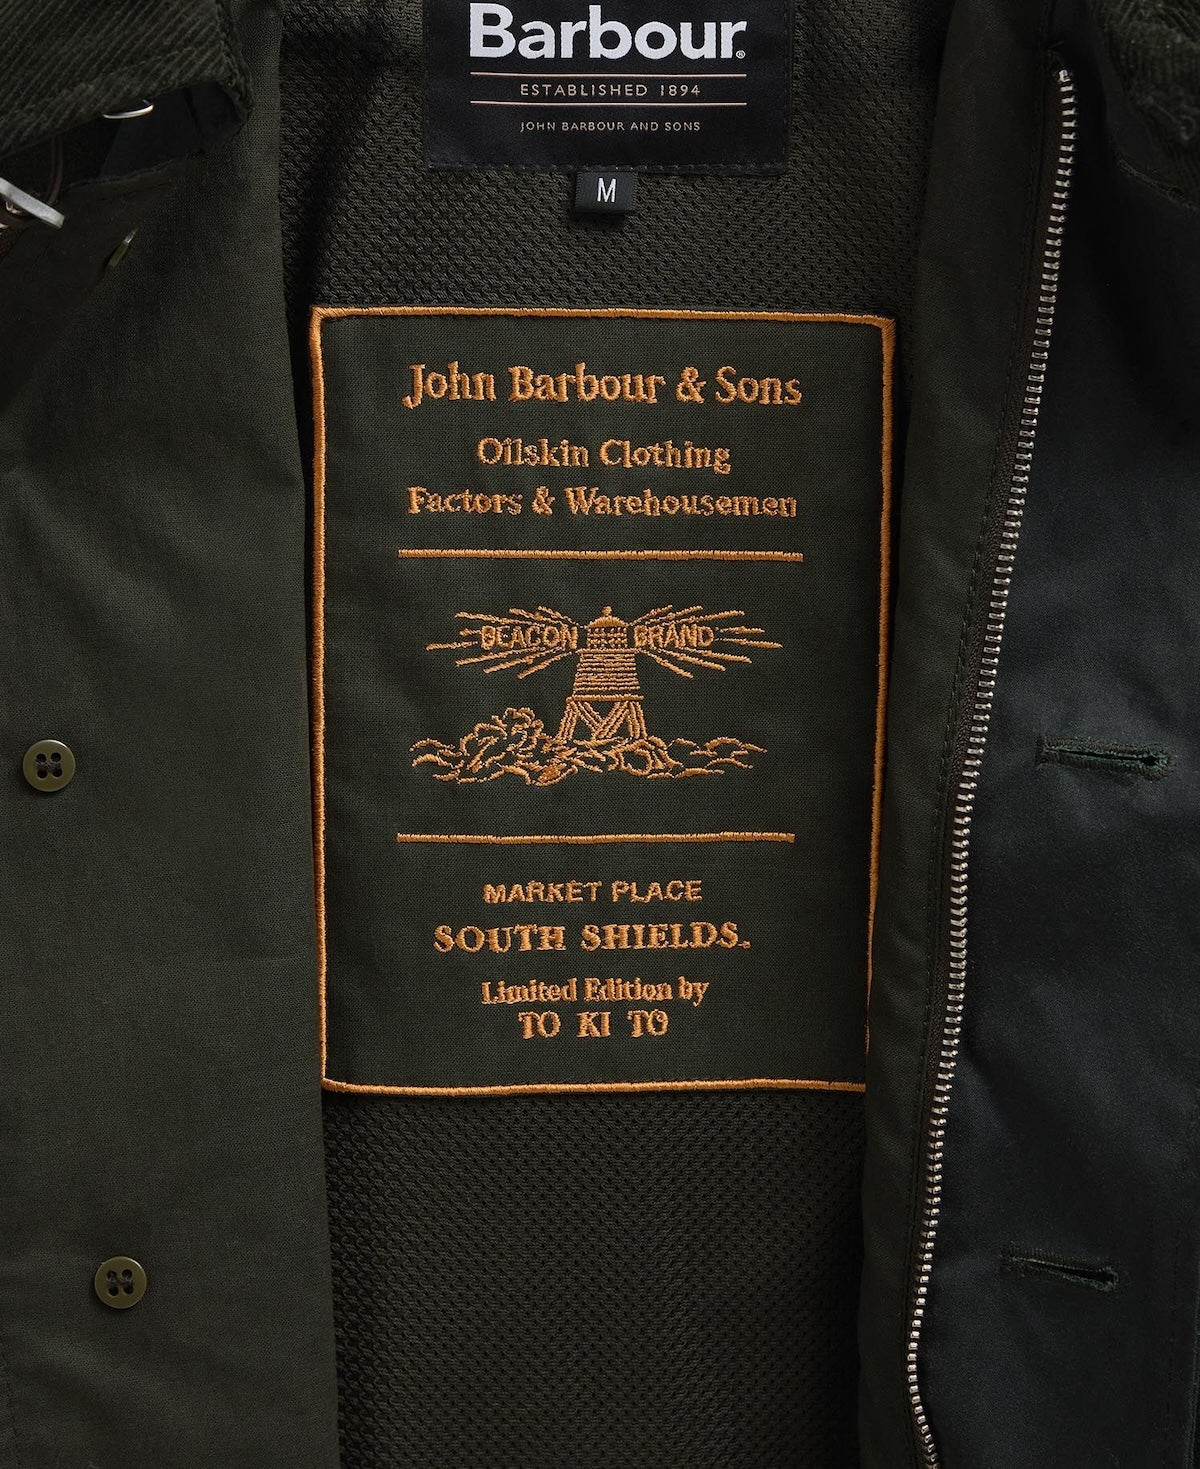 Barbour®
ESTABLISHED 1894
JOHN BARBOUR AND SONS
M
John Barbour & Sons
Oilskin Clothing
Factors & Warehousemen
BEACON BRAND
MARKET PLACE
SOUTH SHIELDS.
Limited Edition by
TO KI TO